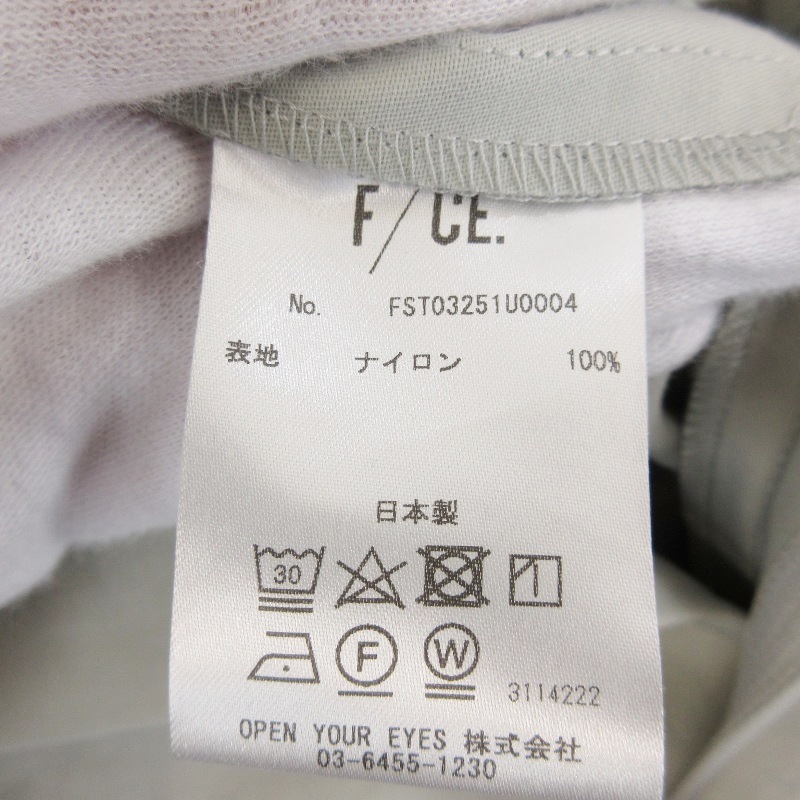 F/CE.
No. FST03251U0004
表地 ナイロン 100%
日本製
30
F W 3114222
OPEN YOUR EYES 株式会社
03-6455-1230